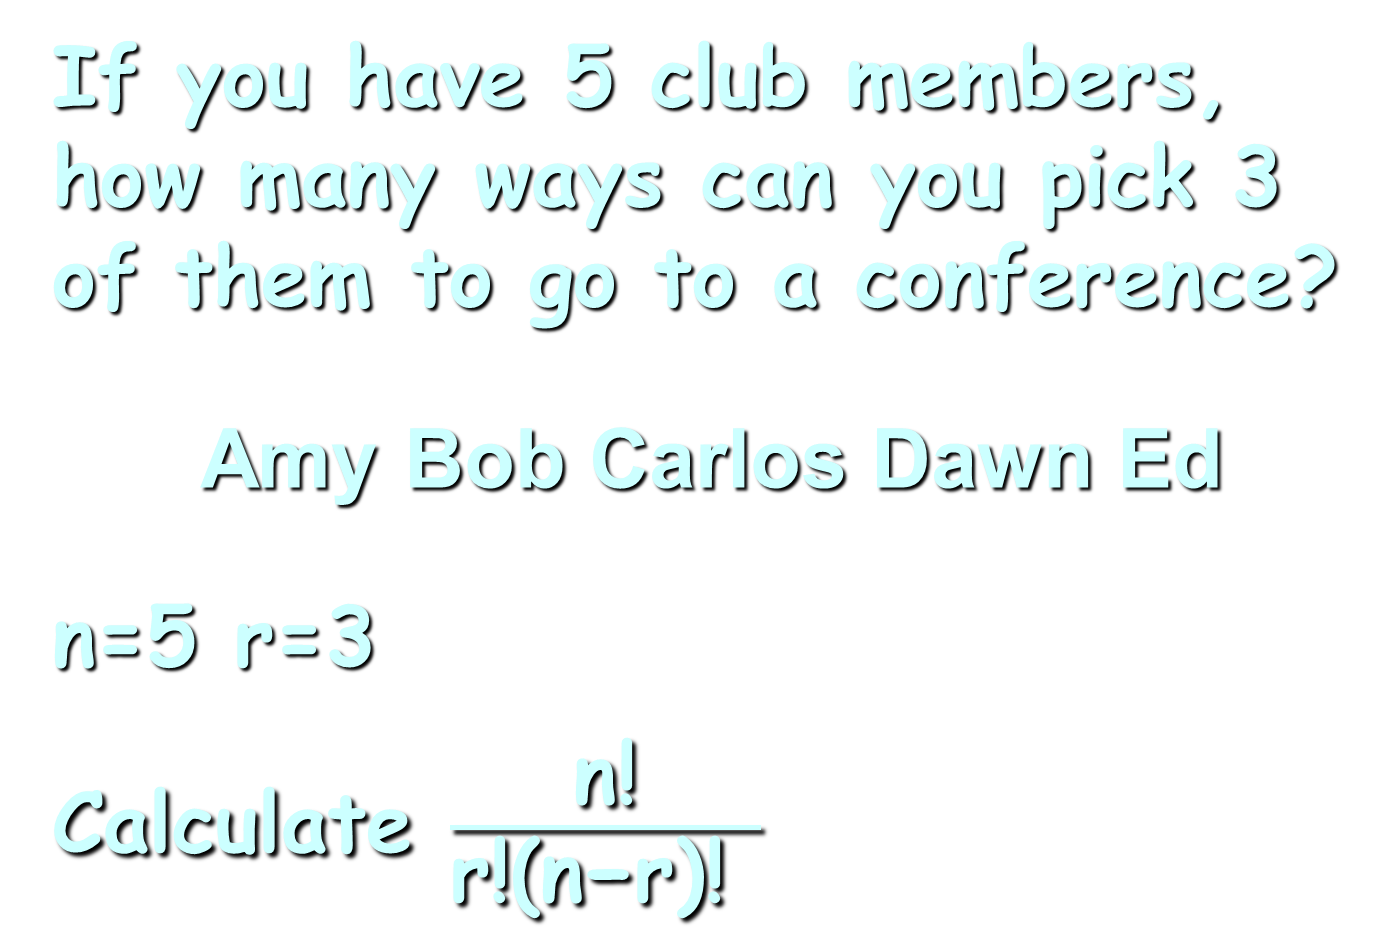 If you have 5 club members,
how many ways can you pick 3
of them to go to a conference?
Amy Bob Carlos Dawn Ed
n=5 r=3
Calculate n!
r!(n−r)!